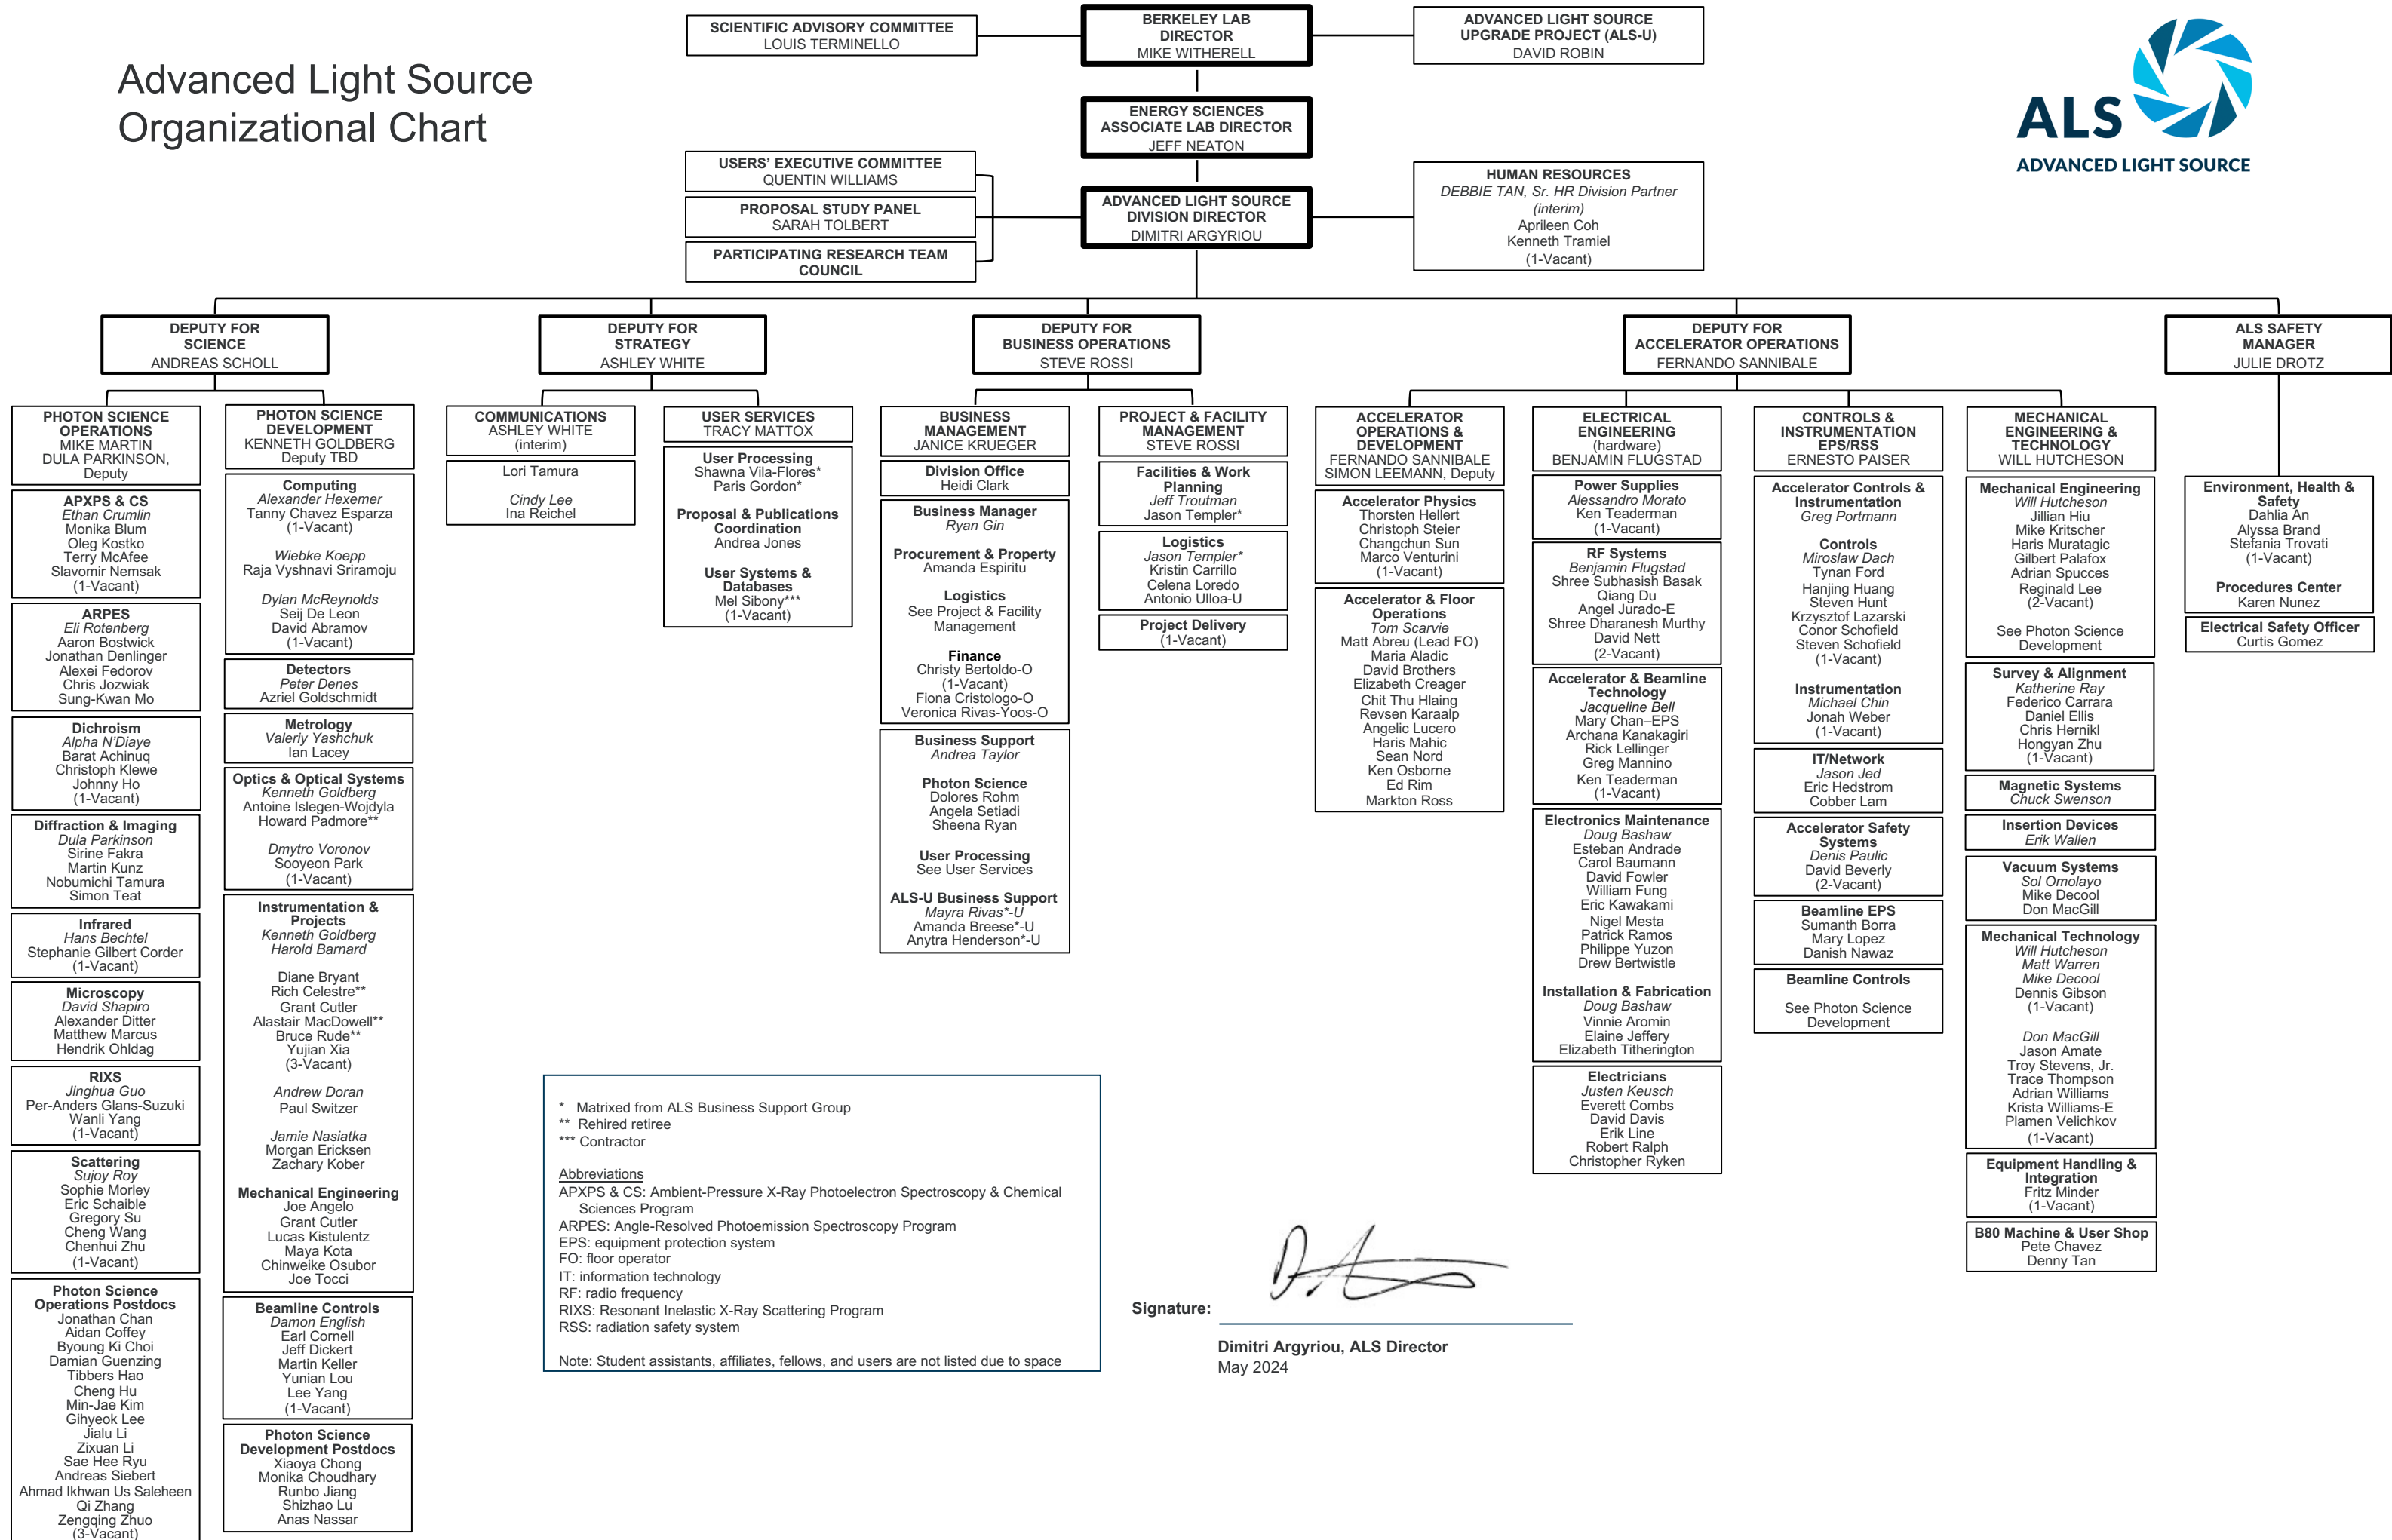 Advanced Light Source
Organizational Chart
SCIENTIFIC ADVISORY COMMITTEE
LOUIS TERMINELLO
BERKELEY LAB
DIRECTOR
MIKE WITHERELL
ADVANCED LIGHT SOURCE
UPGRADE PROJECT (ALS-U)
DAVID ROBIN
ALS
ADVANCED LIGHT SOURCE
ENERGY SCIENCES
ASSOCIATE LAB DIRECTOR
JEFF NEATON
USERS' EXECUTIVE COMMITTEE
QUENTIN WILLIAMS
PROPOSAL STUDY PANEL
SARAH TOLBERT
PARTICIPATING RESEARCH TEAM
COUNCIL
ADVANCED LIGHT SOURCE
DIVISION DIRECTOR
DIMITRI ARGYRIOU
HUMAN RESOURCES
DEBBIE TAN, Sr. HR Division Partner
(interim)
Aprileen Coh
Kenneth Tramiel
(1-Vacant)
DEPUTY FOR
SCIENCE
ANDREAS SCHOLL
DEPUTY FOR
STRATEGY
ASHLEY WHITE
DEPUTY FOR
BUSINESS OPERATIONS
STEVE ROSSI
DEPUTY FOR
ACCELERATOR OPERATIONS
FERNANDO SANNIBALE
ALS SAFETY
MANAGER
JULIE DROTZ
PHOTON SCIENCE
OPERATIONS
MIKE MARTIN
DULA PARKINSON,
Deputy
APXPS & CS
Ethan Crumlin
Monika Blum
Oleg Kostko
Terry McAfee
Slavomir Nemsak
(1-Vacant)
ARPES
Eli Rotenberg
Aaron Bostwick
Jonathan Denlinger
Alexei Fedorov
Chris Jozwiak
Sung-Kwan Mo
Dichroism
Alpha N'Diaye
Barat Achinuq
Christoph Klewe
Johnny Ho
(1-Vacant)
Diffraction & Imaging
Dula Parkinson
Sirine Fakra
Martin Kunz
Nobumichi Tamura
Simon Teat
Infrared
Hans Bechtel
Stephanie Gilbert Corder
(1-Vacant)
Microscopy
David Shapiro
Alexander Ditter
Matthew Marcus
Hendrik Ohldag
RIXS
Jinghua Guo
Per-Anders Glans-Suzuki
Wanli Yang
(1-Vacant)
Scattering
Sujoy Roy
Sophie Morley
Eric Schaible
Gregory Su
Cheng Wang
Chenhui Zhu
(1-Vacant)
Photon Science
Operations Postdocs
Jonathan Chan
Aidan Coffey
Byoung Ki Choi
Damian Guenzing
Tibbers Hao
Cheng Hu
Min-Jae Kim
Gihyeok Lee
Jialu Li
Zixuan Li
Sae Hee Ryu
Andreas Siebert
Ahmad Ikhwan Us Saleheen
Qi Zhang
Zengqing Zhuo
(3-Vacant)
PHOTON SCIENCE
DEVELOPMENT
KENNETH GOLDBERG
Deputy TBD
Computing
Alexander Hexemer
Tanny Chavez Esparza
(1-Vacant)
Wiebke Koepp
Raja Vyshnavi Sriramoju
Dylan McReynolds
Seij De Leon
David Abramov
(1-Vacant)
Detectors
Peter Denes
Azriel Goldschmidt
Metrology
Valeriy Yashchuk
Ian Lacey
Optics & Optical Systems
Kenneth Goldberg
Antoine Islegen-Wojdyla
Howard Padmore**
Dmytro Voronov
Sooyeon Park
(1-Vacant)
Instrumentation &
Projects
Kenneth Goldberg
Harold Barnard
Diane Bryant
Rich Celestre**
Grant Cutler
Alastair MacDowell**
Bruce Rude**
Yujian Xia
(3-Vacant)
Andrew Doran
Paul Switzer
Jamie Nasiatka
Morgan Ericksen
Zachary Kober
Mechanical Engineering
Joe Angelo
Grant Cutler
Lucas Kistulentz
Maya Kota
Chinweike Osubor
Joe Tocci
Beamline Controls
Damon English
Earl Cornell
Jeff Dickert
Martin Keller
Yunian Lou
Lee Yang
(1-Vacant)
Photon Science
Development Postdocs
Xiaoya Chong
Monika Choudhary
Runbo Jiang
Shizhao Lu
Anas Nassar
COMMUNICATIONS
ASHLEY WHITE
(interim)
Lori Tamura
Cindy Lee
Ina Reichel
USER SERVICES
TRACY MATTOX
User Processing
Shawna Vila-Flores*
Paris Gordon*
Proposal & Publications
Coordination
Andrea Jones
User Systems &
Databases
Mel Sibony***
(1-Vacant)
BUSINESS
MANAGEMENT
JANICE KRUEGER
Division Office
Heidi Clark
Business Manager
Ryan Gin
Procurement & Property
Amanda Espiritu
Logistics
See Project & Facility
Management
Finance
Christy Bertoldo-O
(1-Vacant)
Fiona Cristologo-O
Veronica Rivas-Yoos-O
Business Support
Andrea Taylor
Photon Science
Dolores Rohm
Angela Setiadi
Sheena Ryan
User Processing
See User Services
ALS-U Business Support
Mayra Rivas*-U
Amanda Breese*-U
Anytra Henderson*-U
PROJECT & FACILITY
MANAGEMENT
STEVE ROSSI
Facilities & Work
Planning
Jeff Troutman
Jason Templer*
Logistics
Jason Templer*
Kristin Carrillo
Celena Loredo
Antonio Ulloa-U
Project Delivery
(1-Vacant)
ACCELERATOR
OPERATIONS &
DEVELOPMENT
FERNANDO SANNIBALE
SIMON LEEMANN, Deputy
Accelerator Physics
Thorsten Hellert
Christoph Steier
Changchun Sun
Marco Venturini
(1-Vacant)
Accelerator & Floor
Operations
Tom Scarvie
Matt Abreu (Lead FO)
Maria Aladic
David Brothers
Elizabeth Creager
Chit Thu Hlaing
Revsen Karaalp
Angelic Lucero
Haris Mahic
Sean Nord
Ken Osborne
Ed Rim
Markton Ross
ELECTRICAL
ENGINEERING
(hardware)
BENJAMIN FLUGSTAD
Power Supplies
Alessandro Morato
Ken Teaderman
(1-Vacant)
RF Systems
Benjamin Flugstad
Shree Subhasish Basak
Qiang Du
Angel Jurado-E
Shree Dharanesh Murthy
David Nett
(2-Vacant)
Accelerator & Beamline
Technology
Jacqueline Bell
Mary Chan–EPS
Archana Kanakagiri
Rick Lellinger
Greg Mannino
Ken Teaderman
(1-Vacant)
Electronics Maintenance
Doug Bashaw
Esteban Andrade
Carol Baumann
David Fowler
William Fung
Eric Kawakami
Nigel Mesta
Patrick Ramos
Philippe Yuzon
Drew Bertwistle
Installation & Fabrication
Doug Bashaw
Vinnie Aromin
Elaine Jeffery
Elizabeth Titherington
Electricians
Justen Keusch
Everett Combs
David Davis
Erik Line
Robert Ralph
Christopher Ryken
CONTROLS &
INSTRUMENTATION
EPS/RSS
ERNESTO PAISER
Accelerator Controls &
Instrumentation
Greg Portmann
Controls
Miroslaw Dach
Tynan Ford
Hanjing Huang
Steven Hunt
Krzysztof Lazarski
Conor Schofield
Steven Schofield
(1-Vacant)
Instrumentation
Michael Chin
Jonah Weber
(1-Vacant)
IT/Network
Jason Jed
Eric Hedstrom
Cobber Lam
Accelerator Safety
Systems
Denis Paulic
David Beverly
(2-Vacant)
Beamline EPS
Sumanth Borra
Mary Lopez
Danish Nawaz
Beamline Controls
See Photon Science
Development
MECHANICAL
ENGINEERING &
TECHNOLOGY
WILL HUTCHESON
Mechanical Engineering
Will Hutcheson
Jillian Hiu
Mike Kritscher
Haris Muratagic
Gilbert Palafox
Adrian Spucces
Reginald Lee
(2-Vacant)
See Photon Science
Development
Survey & Alignment
Katherine Ray
Federico Carrara
Daniel Ellis
Chris Hernikl
Hongyan Zhu
(1-Vacant)
Magnetic Systems
Chuck Swenson
Insertion Devices
Erik Wallen
Vacuum Systems
Sol Omolayo
Mike Decool
Don MacGill
Mechanical Technology
Will Hutcheson
Matt Warren
Mike Decool
Dennis Gibson
(1-Vacant)
Don MacGill
Jason Amate
Troy Stevens, Jr.
Trace Thompson
Adrian Williams
Krista Williams-E
Plamen Velichkov
(1-Vacant)
Equipment Handling &
Integration
Fritz Minder
(1-Vacant)
B80 Machine & User Shop
Pete Chavez
Denny Tan
Environment, Health &
Safety
Dahlia An
Alyssa Brand
Stefania Trovati
(1-Vacant)
Procedures Center
Karen Nunez
Electrical Safety Officer
Curtis Gomez
* Matrixed from ALS Business Support Group
** Rehired retiree
*** Contractor
Abbreviations
APXPS & CS: Ambient-Pressure X-Ray Photoelectron Spectroscopy & Chemical
Sciences Program
ARPES: Angle-Resolved Photoemission Spectroscopy Program
EPS: equipment protection system
FO: floor operator
IT: information technology
RF: radio frequency
RIXS: Resonant Inelastic X-Ray Scattering Program
RSS: radiation safety system
Note: Student assistants, affiliates, fellows, and users are not listed due to space
Signature:
Dimitri Argyriou, ALS Director
May 2024